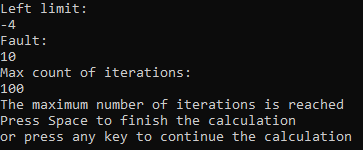 Left limit:
-4
Fault:
10
Max count of iterations:
100
The maximum number of iterations is reached
Press Space to finish the calculation
or press any key to continue the calculation